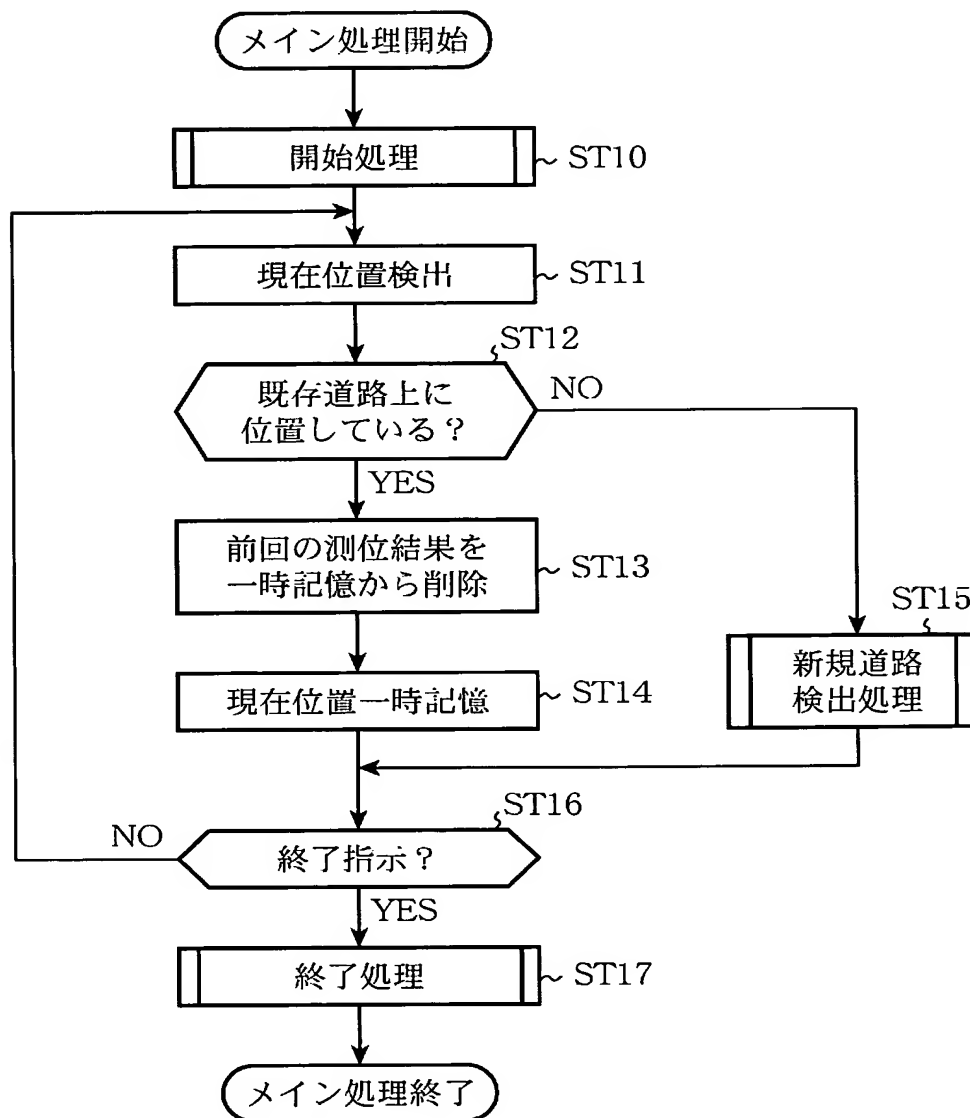 メイン処理開始
開始処理
ST10
現在位置検出
ST11
ST12
既存道路上に
位置している？
NO
YES
前回の測位結果を
一時記憶から削除
ST13
ST15
新規道路
検出処理
現在位置一時記憶
ST14
ST16
終了指示？
NO
YES
終了処理
ST17
メイン処理終了